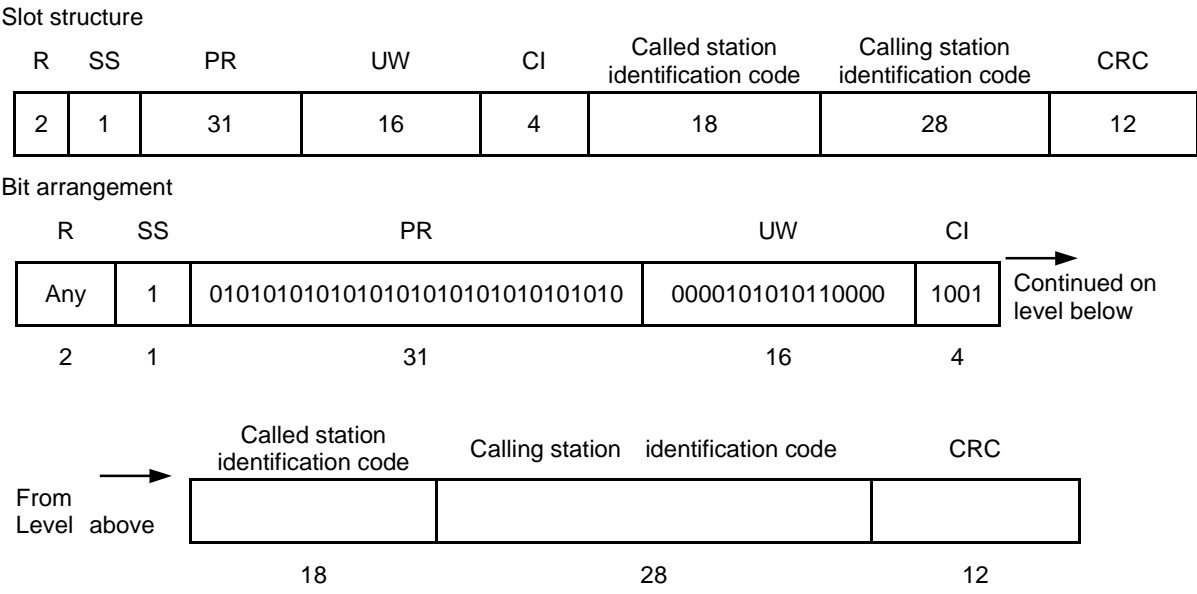 Slot structure
R SS PR UW CI Called station identification code Calling station identification code CRC
2 1 31 16 4 18 28 12
Bit arrangement
R SS PR UW CI
Any 1 0101010101010101010101010101010 0000101010110000 1001 Continued on level below
2 1 31 16 4
Called station identification code Calling station identification code CRC
From Level above
18 28 12